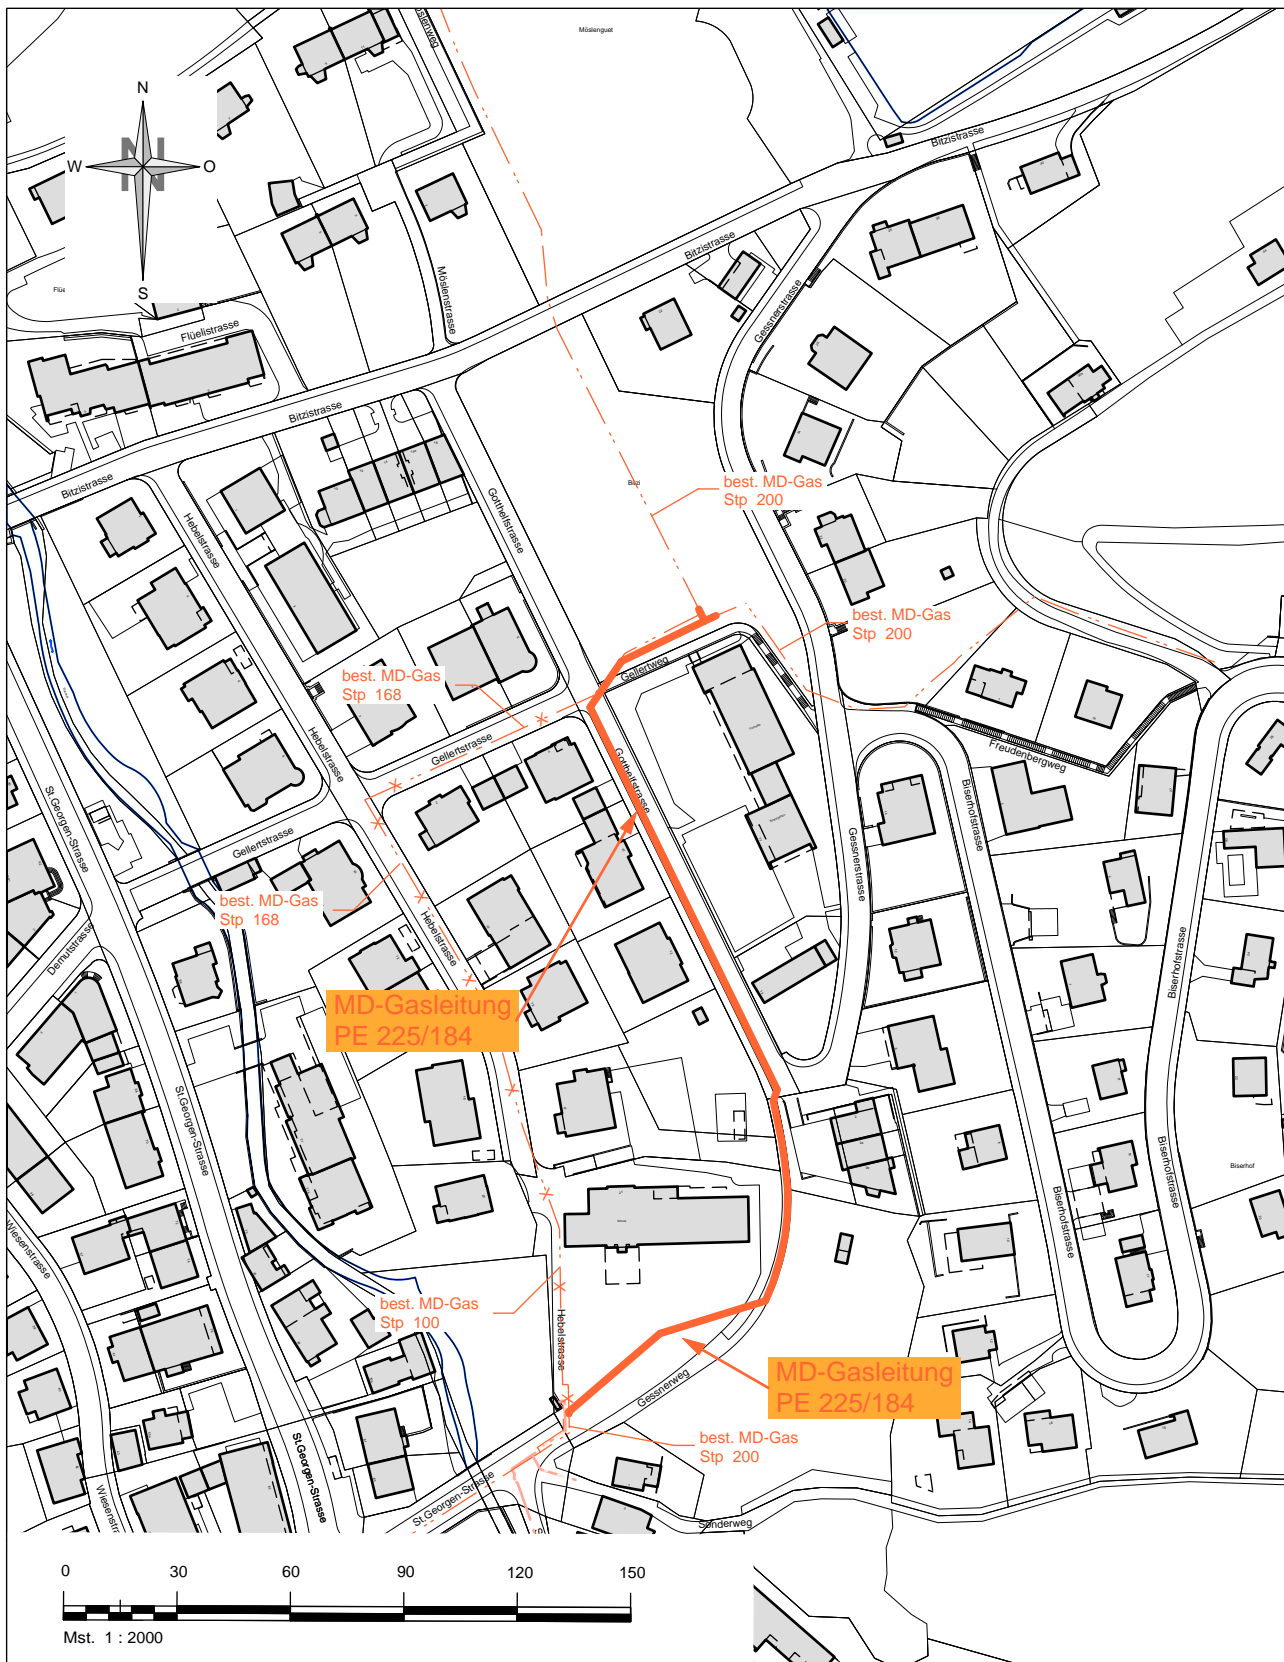 Möslenguet
N
N
W
O
S
Bitzistrasse
Bitzistrasse
Möslenstrasse
Flüelistrasse
Gessnerstrasse
Bitzistrasse
Bitzistrasse
Hebelstrasse
Gotthelfstrasse
Bitzi
best. MD-Gas
Stp 200
best. MD-Gas
Stp 200
best. MD-Gas
Stp 168
Gellertweg
Gellertstrasse
Hebelstrasse
Gotthelfstrasse
Freudenbergweg
Biserhofstrasse
St.Georgen-Strasse
Gellertstrasse
Gessnerstrasse
best. MD-Gas
Stp 168
Hebelstrasse
Demutstrasse
Biserhofstrasse
MD-Gasleitung
PE 225/184
St.Georgen-Strasse
Biserhofstrasse
Biserhof
Biserhofstrasse
Wiesenstrasse
best. MD-Gas
Stp 100
Hebelstrasse
Gessnerweg
MD-Gasleitung
PE 225/184
best. MD-Gas
Stp 200
St.Georgen-Strasse
St.Georgen-Strasse
Sonderweg
0 30 60 90 120 150
Mst. 1 : 2000